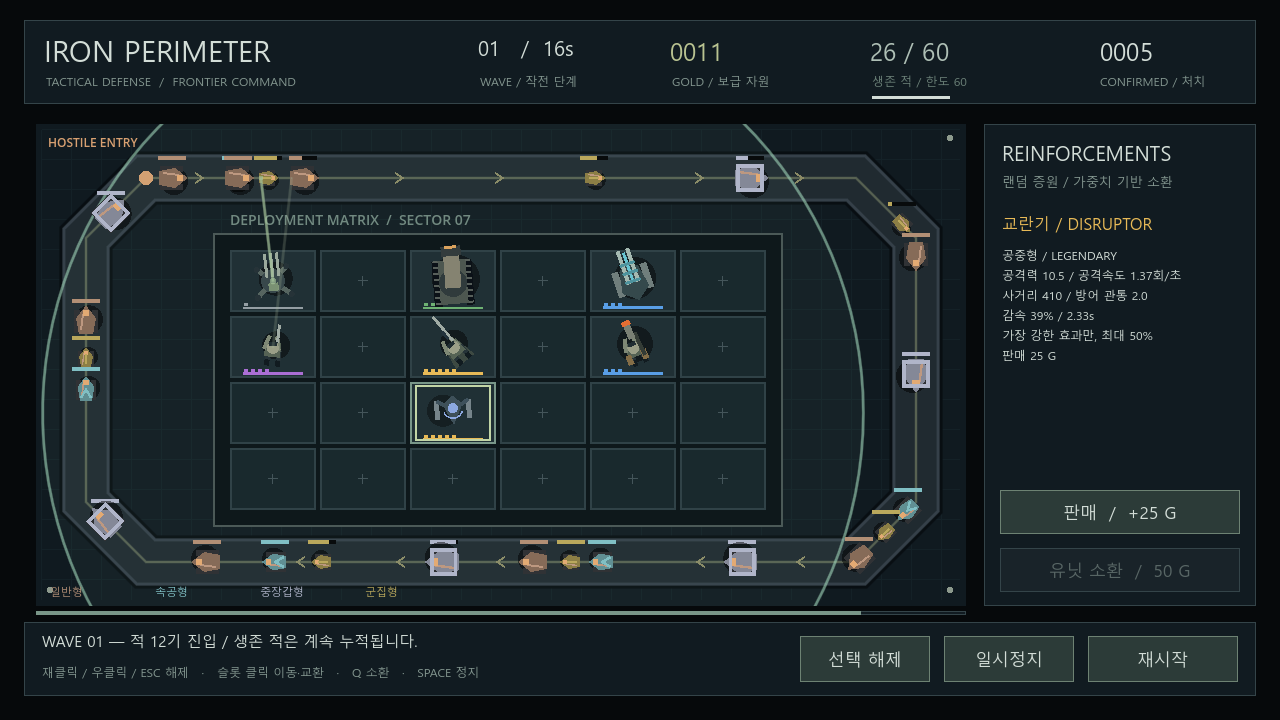 IRON PERIMETER
TACTICAL DEFENSE / FRONTIER COMMAND
01 / 16s
WAVE / 작전 단계
0011
GOLD / 보급 자원
26 / 60
생존 적 / 한도 60
0005
CONFIRMED / 처치
HOSTILE ENTRY
DEPLOYMENT MATRIX / SECTOR 07
일반형
속공형
중장갑형
군집형
REINFORCEMENTS
랜덤 증원 / 가중치 기반 소환
교란기 / DISRUPTOR
공중형 / LEGENDARY
공격력 10.5 / 공격속도 1.37회/초
사거리 410 / 방어 관통 2.0
감속 39% / 2.33s
가장 강한 효과만, 최대 50%
판매 25 G
판매 / +25 G
유닛 소환 / 50 G
WAVE 01 — 적 12기 진입 / 생존 적은 계속 누적됩니다.
재클릭 / 우클릭 / ESC 해제 · 슬롯 클릭 이동·교환 · Q 소환 · SPACE 정지
선택 해제
일시정지
재시작